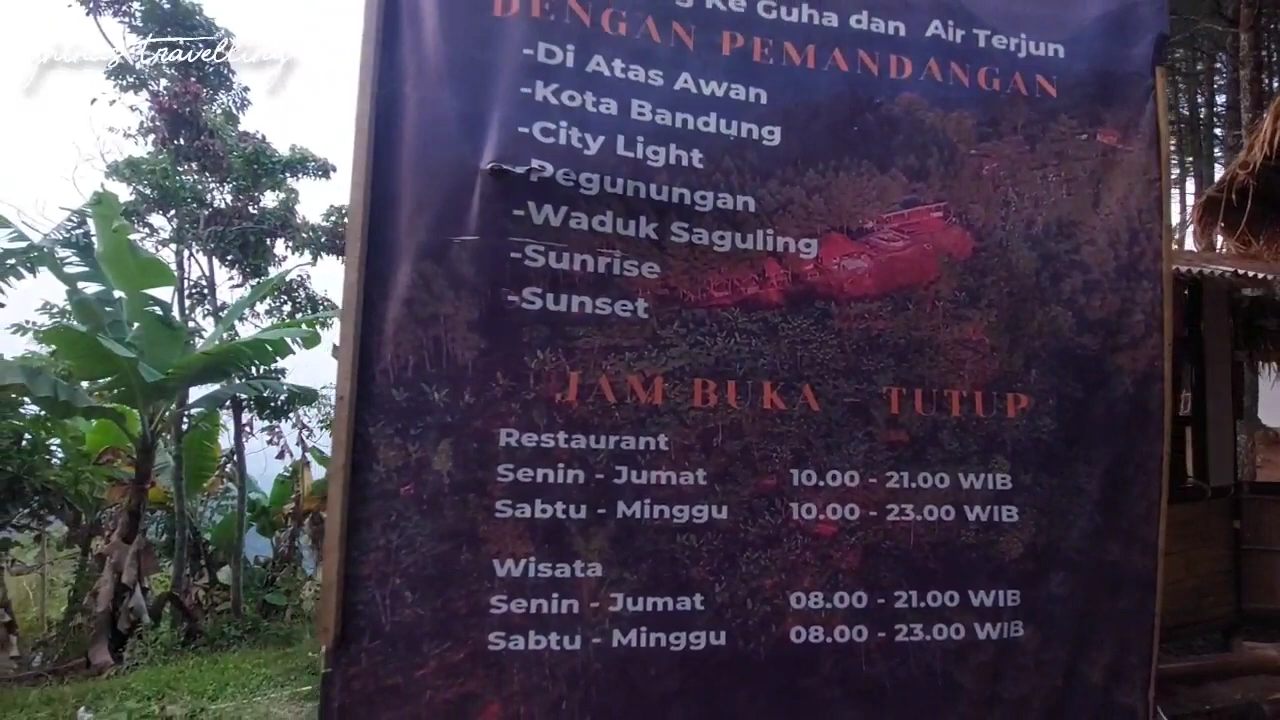 travelling
Ke Guha dan Air Terjun
DENGAN PEMANDANGAN
-Di Atas Awan
-Kota Bandung
-City Light
-Pegunungan
-Waduk Saguling
-Sunrise
-Sunset
JAM BUKA - TUTUP
Restaurant
Senin - Jumat 10.00 - 21.00 WIB
Sabtu - Minggu 10.00 - 23.00 WIB
Wisata
Senin - Jumat 08.00 - 21.00 WIB
Sabtu - Minggu 08.00 - 23.00 WIB